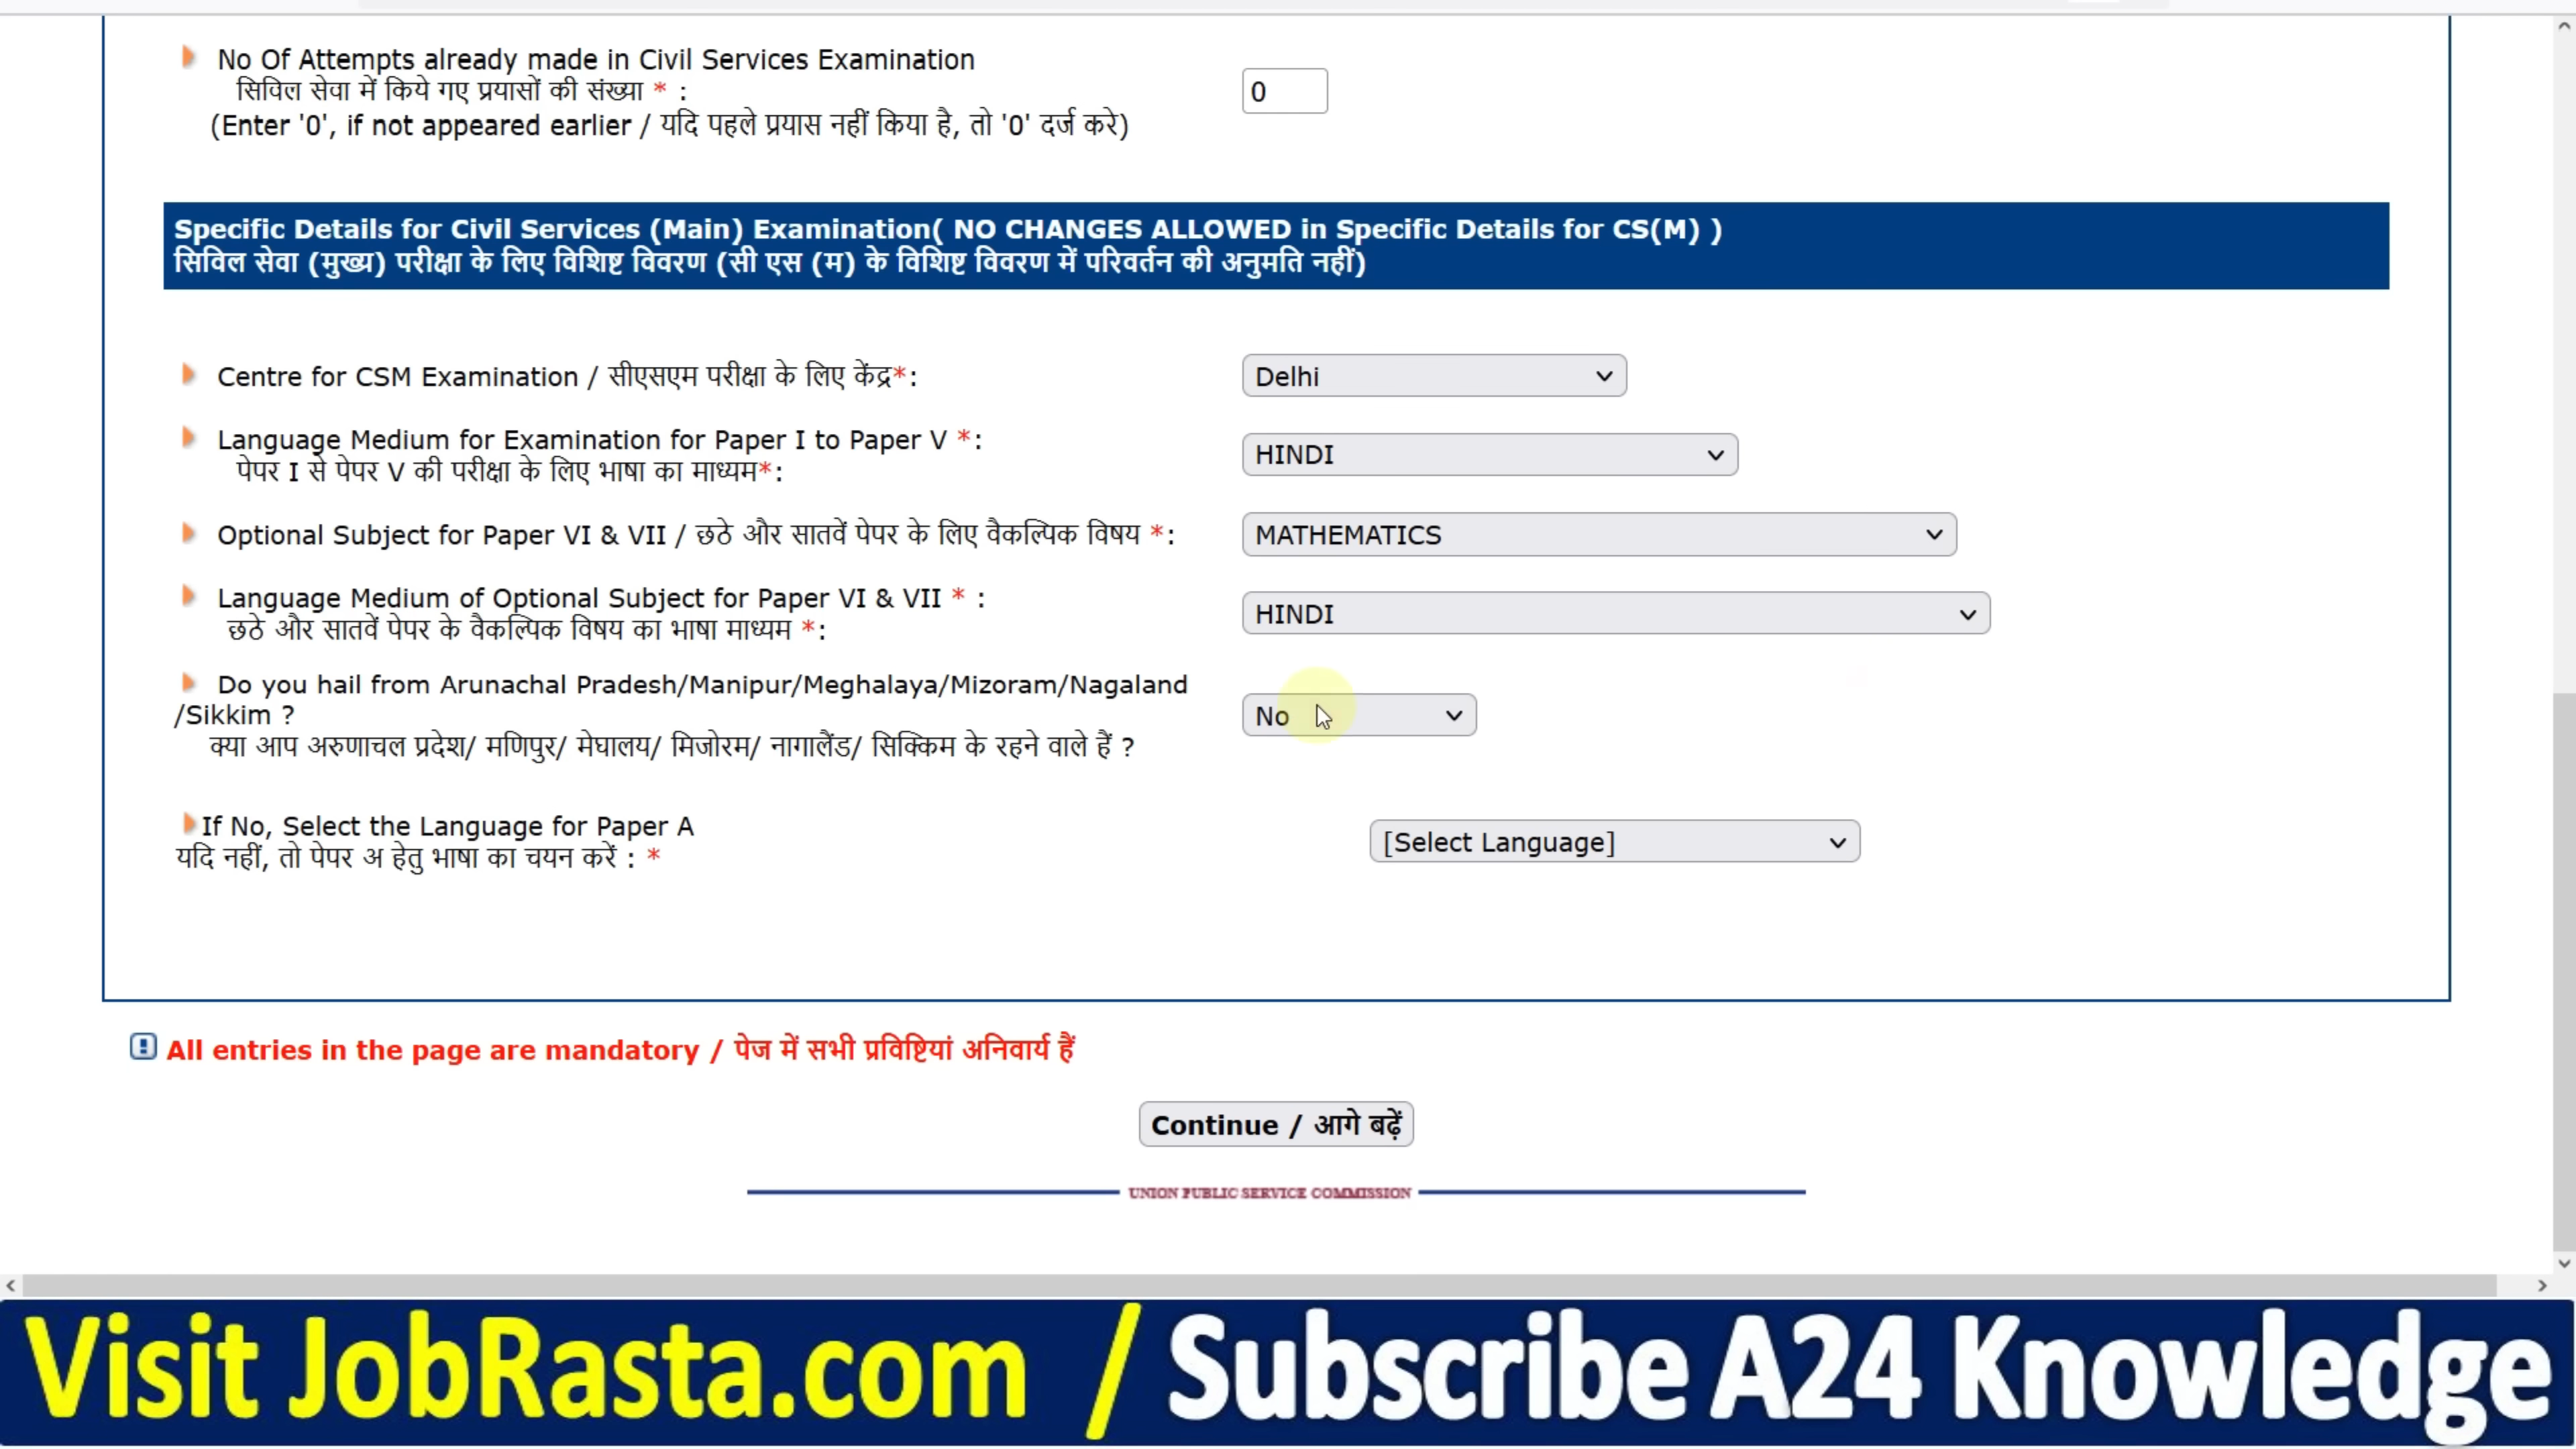 No Of Attempts already made in Civil Services Examination
सिविल सेवा में किये गए प्रयासों की संख्या * :
0
(Enter '0', if not appeared earlier / यदि पहले प्रयास नहीं किया है, तो '0' दर्ज करे)
Specific Details for Civil Services (Main) Examination( NO CHANGES ALLOWED in Specific Details for CS(M) )
सिविल सेवा (मुख्य) परीक्षा के लिए विशिष्ट विवरण (सी एस (म) के विशिष्ट विवरण में परिवर्तन की अनुमति नहीं)
Centre for CSM Examination / सीएसएम परीक्षा के लिए केंद्र*: Delhi
Language Medium for Examination for Paper I to Paper V *:
HINDI
पेपर I से पेपर V की परीक्षा के लिए भाषा का माध्यम*:
Optional Subject for Paper VI & VII / छठे और सातवें पेपर के लिए वैकल्पिक विषय *: MATHEMATICS
Language Medium of Optional Subject for Paper VI & VII * :
HINDI
छठे और सातवें पेपर के वैकल्पिक विषय का भाषा माध्यम *:
Do you hail from Arunachal Pradesh/Manipur/Meghalaya/Mizoram/Nagaland
/Sikkim ? No
क्या आप अरुणाचल प्रदेश/ मणिपुर/ मेघालय/ मिजोरम/ नागालैंड/ सिक्किम के रहने वाले हैं ?
If No, Select the Language for Paper A
[Select Language]
यदि नहीं, तो पेपर अ हेतु भाषा का चयन करें : *
All entries in the page are mandatory / पेज में सभी प्रविष्टियां अनिवार्य हैं
Continue / आगे बढ़ें
UNION PUBLIC SERVICE COMMISSION
Visit JobRasta.com / Subscribe A24 Knowledge